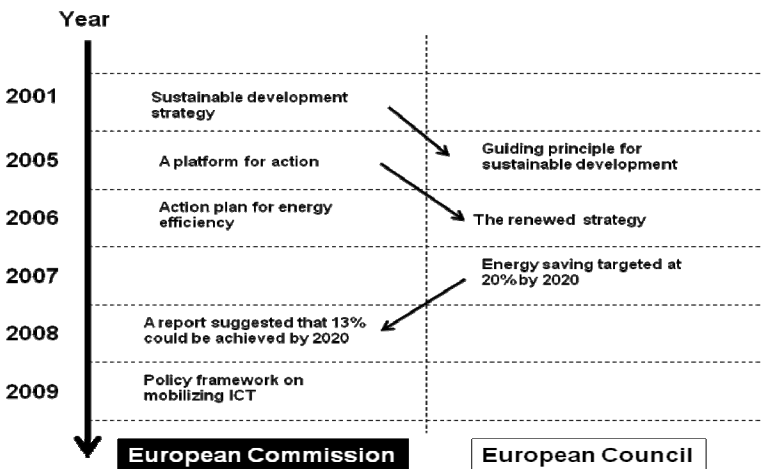 Year
2001
Sustainable development
strategy
2005
A platform for action
Guiding principle for
sustainable development
2006
Action plan for energy
efficiency
The renewed strategy
2007
Energy saving targeted at
20% by 2020
2008
A report suggested that 13%
could be achieved by 2020
2009
Policy framework on
mobilizing ICT
European Commission
European Council